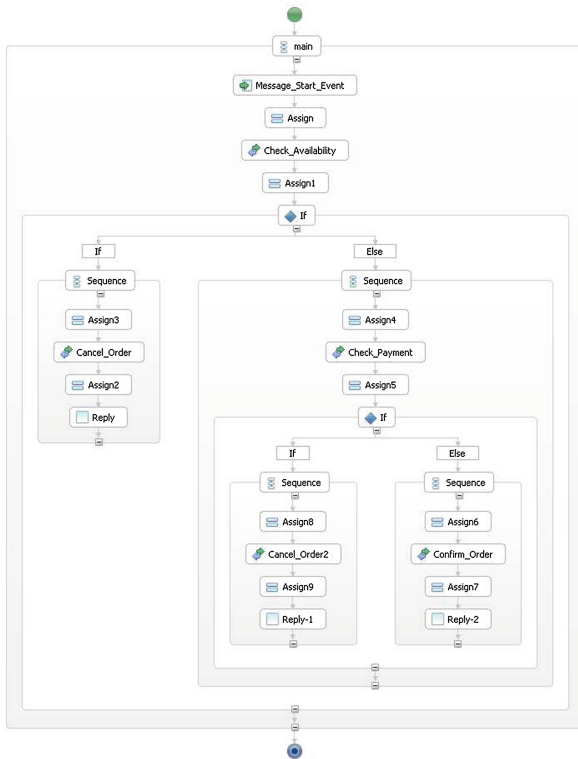 main
Message_Start_Event
Assign
Check_Availability
Assign1
If
If
Else
Sequence
Sequence
Assign3
Assign4
Cancel_Order
Check_Payment
Assign2
Assign5
Reply
If
If
Else
Sequence
Sequence
Assign8
Assign6
Cancel_Order2
Confirm_Order
Assign9
Assign7
Reply-1
Reply-2